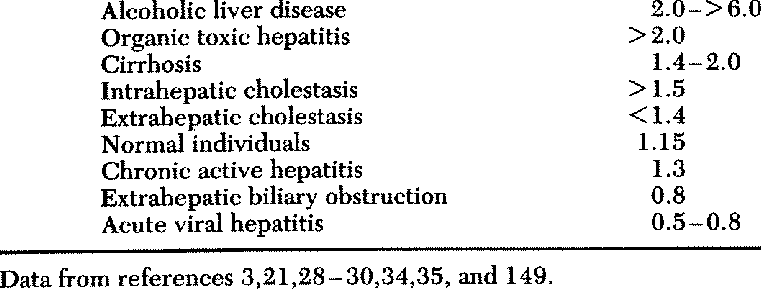 Alcoholic liver disease 2.0->6.0
Organic toxic hepatitis >2.0
Cirrhosis 1.4–2.0
Intrahepatic cholestasis >1.5
Extrahepatic cholestasis <1.4
Normal individuals 1.15
Chronic active hepatitis 1.3
Extrahepatic biliary obstruction 0.8
Acute viral hepatitis 0.5–0.8
Data from references 3,21,28–30,34,35, and 149.